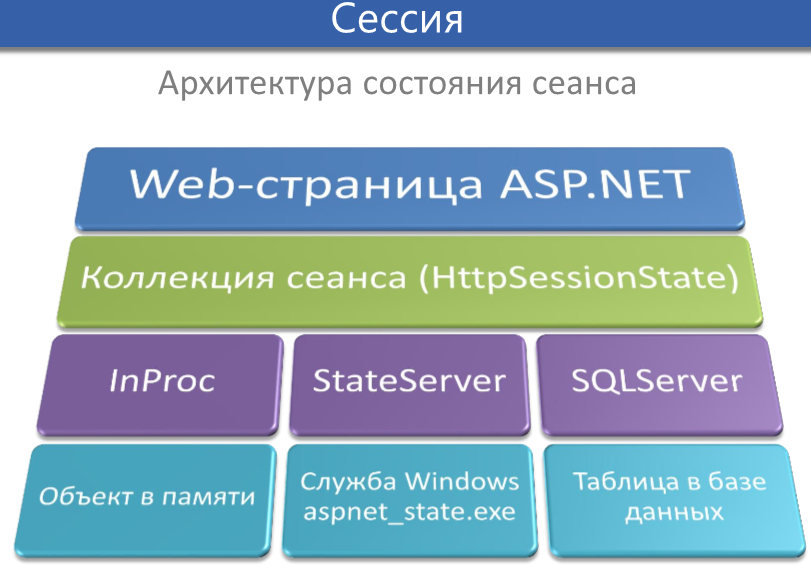 Сессия
Архитектура состояния сеанса
Web-страница ASP.NET
Коллекция сеанса (HttpSessionState)
InProc
StateServer
SQLServer
Объект в памяти
Служба Windows
aspnet_state.exe
Таблица в базе
данных